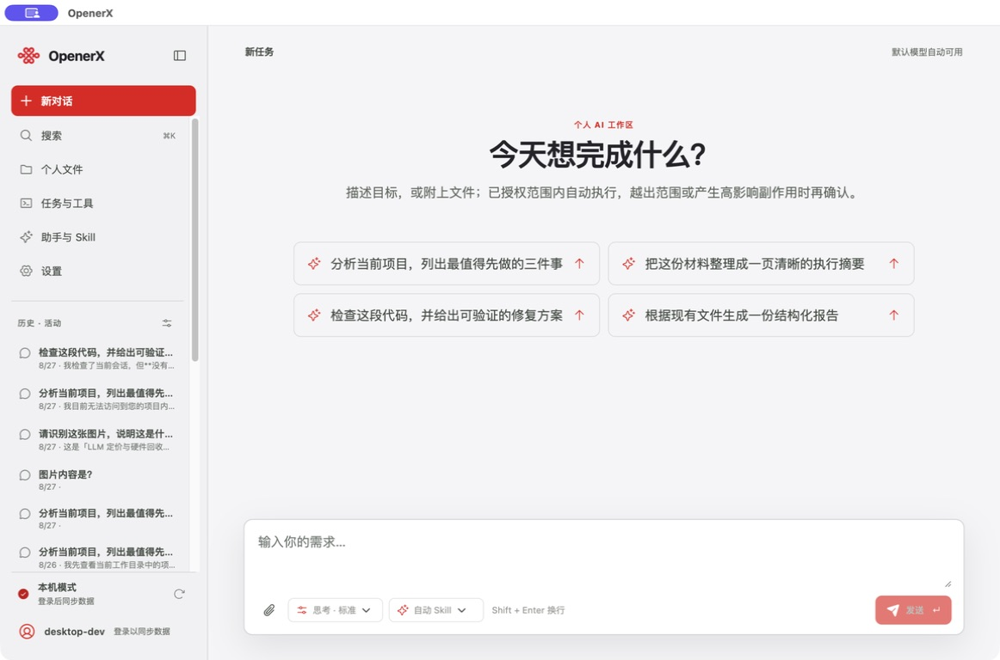 OpenerX
OpenerX
新对话
搜索 ⌘K
个人文件
任务与工具
助手与 Skill
设置
历史 · 活动
检查这段代码，并给出可验证...
8/27 · 我检查了当前会话，但**没有...
分析当前项目，列出最值得先...
8/27 · 我目前无法访问到您的项目内...
请识别这张图片，说明这是什...
8/27 · 这是「LLM 定价与硬件回收...
图片内容是?
8/27 ·
分析当前项目，列出最值得先...
8/27 ·
分析当前项目，列出最值得先...
8/26 · 我先查看当前工作目录中的项...
本机模式
登录后同步数据
desktop-dev 登录以同步数据
新任务
默认模型自动可用
个人 AI 工作区
今天想完成什么?
描述目标，或附上文件；已授权范围内自动执行，越出范围或产生高影响副作用时再确认。
分析当前项目，列出最值得先做的三件事
把这份材料整理成一页清晰的执行摘要
检查这段代码，并给出可验证的修复方案
根据现有文件生成一份结构化报告
输入你的需求...
思考 · 标准
自动 Skill
Shift + Enter 换行
发送